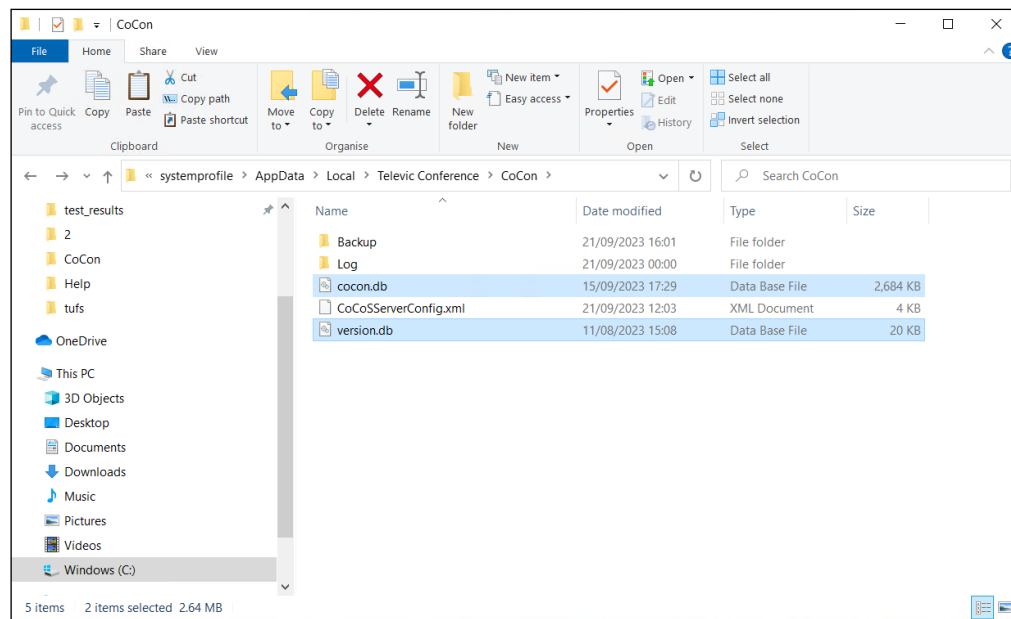 CoCon
File Home Share View
Pin to Quick access
Copy
Paste
Cut
Copy path
Paste shortcut
Move to
Copy to
Delete
Rename
New folder
New item
Easy access
Properties
Open
Edit
History
Select all
Select none
Invert selection
Clipboard Organise New Open Select
« systemprofile > AppData > Local > Televic Conference > CoCon >
Search CoCon
test_results
2
CoCon
Help
tufs
OneDrive
This PC
3D Objects
Desktop
Documents
Downloads
Music
Pictures
Videos
Windows (C:)
Name Date modified Type Size
Backup 21/09/2023 16:01 File folder
Log 21/09/2023 00:00 File folder
cocon.db 15/09/2023 17:29 Data Base File 2,684 KB
CoCoSServerConfig.xml 21/09/2023 12:03 XML Document 4 KB
version.db 11/08/2023 15:08 Data Base File 20 KB
5 items 2 items selected 2.64 MB